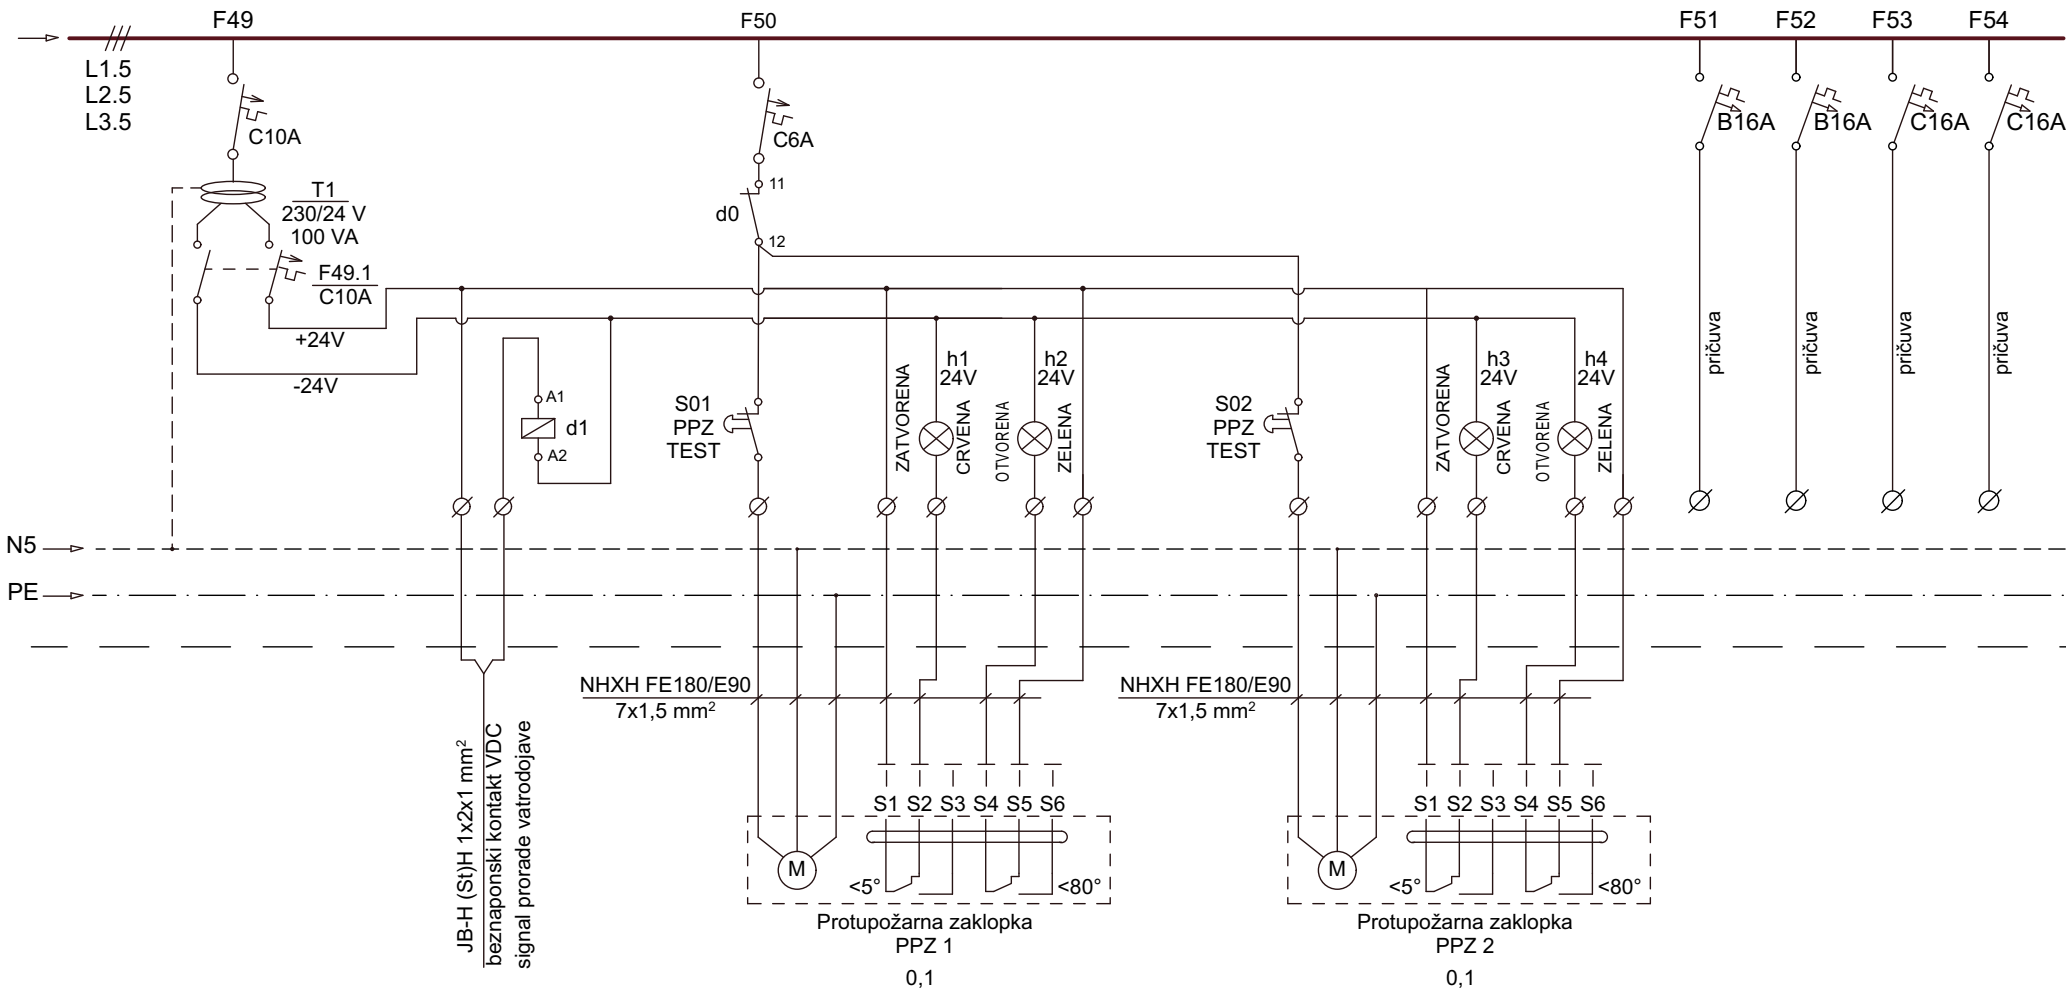 F49
F50
F51
F52
F53
F54
L1.5
L2.5
L3.5
C10A
C6A
B16A
B16A
C16A
C16A
T1
230/24 V
100 VA
11
d0
12
F49.1
C10A
+24V
-24V
A1
d1
A2
S01
PPZ
TEST
ZATVORENA
h1
24V
CRVENA
OTVORENA
h2
24V
ZELENA
S02
PPZ
TEST
ZATVORENA
h3
24V
CRVENA
OTVORENA
h4
24V
ZELENA
pričuva
pričuva
pričuva
pričuva
N5
PE
NHXH FE180/E90
7x1,5 mm²
NHXH FE180/E90
7x1,5 mm²
JB-H (St)H 1x2x1 mm²
beznaponski kontakt VDC
signal prorade vatrodojave
S1 S2 S3 S4 S5 S6
S1 S2 S3 S4 S5 S6
M
<5°
<80°
M
<5°
<80°
Protupožarna zaklopka
PPZ 1
0,1
Protupožarna zaklopka
PPZ 2
0,1